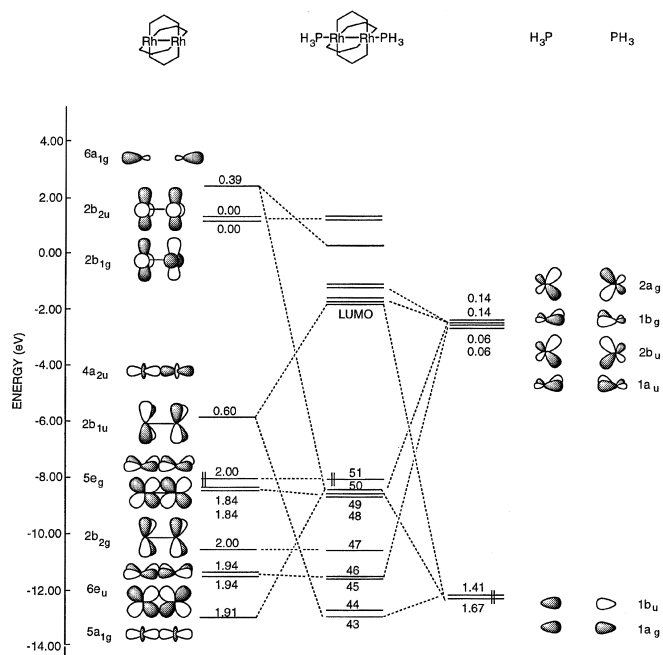 Rh Rh
H3P Rh Rh PH3
H3P PH3
ENERGY (eV)
4.00
2.00
0.00
-2.00
-4.00
-6.00
-8.00
-10.00
-12.00
-14.00
6a1g
2b2u
2b1g
4a2u
2b1u
5eg
2b2g
6eu
5a1g
0.39
0.00
0.00
0.60
2.00
1.84
1.84
2.00
1.94
1.94
1.91
LUMO
51
50
49
48
47
46
45
44
43
0.14
0.14
0.06
0.06
1.41
1.67
2ag
1bg
2bu
1au
1bu
1ag